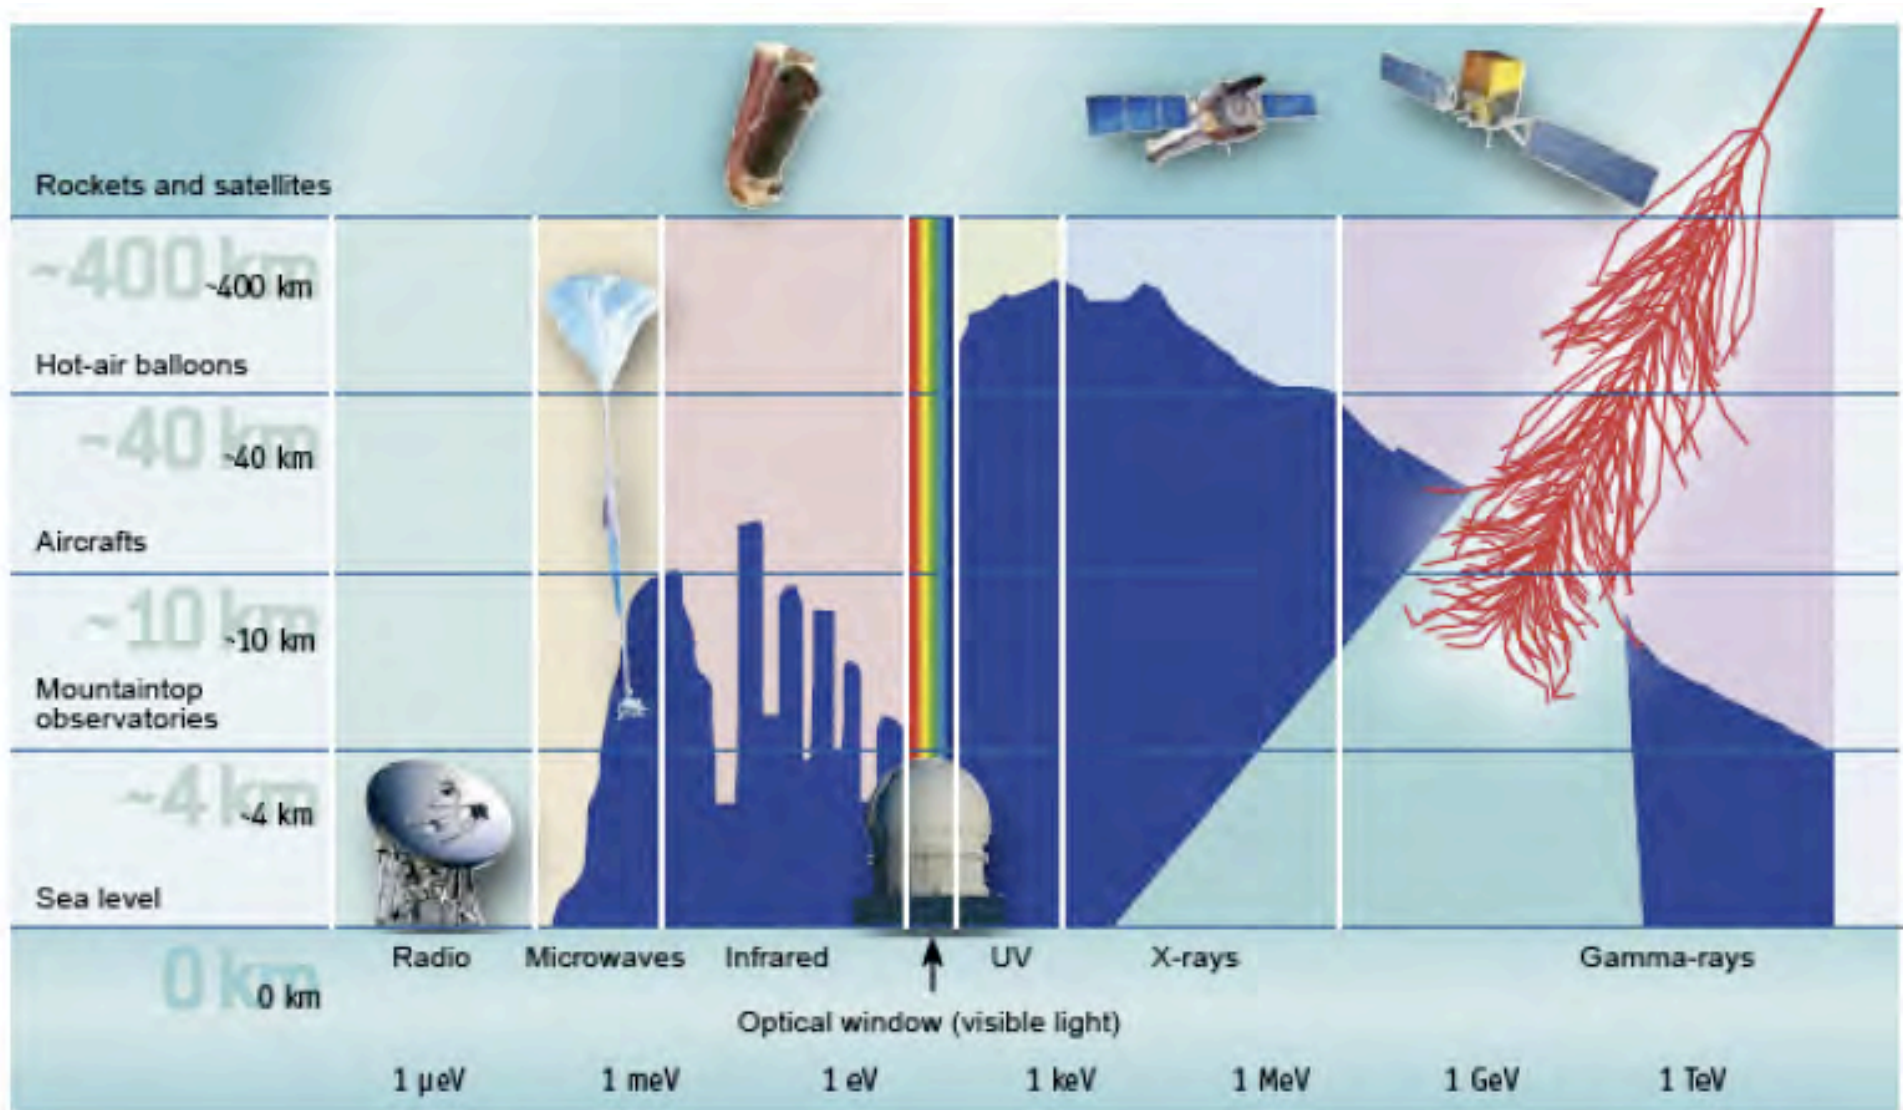 Rockets and satellites
~400 km
~400 km
Hot-air balloons
~40 km
~40 km
Aircrafts
~10 km
~10 km
Mountaintop
observatories
~4 km
~4 km
Sea level
Radio Microwaves Infrared UV X-rays Gamma-rays
0 km
0 km
Optical window (visible light)
1 μeV 1 meV 1 eV 1 keV 1 MeV 1 GeV 1 TeV